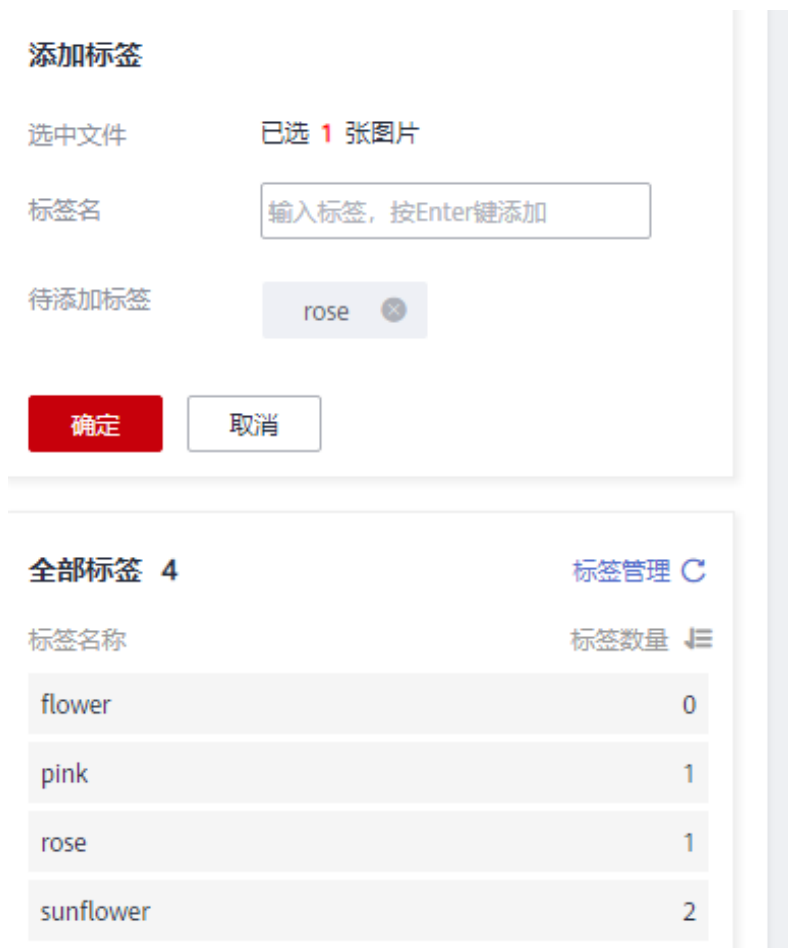 添加标签
选中文件 已选 1 张图片
标签名 输入标签，按Enter键添加
待添加标签 rose
确定 取消
全部标签 4 标签管理
标签名称 标签数量
flower 0
pink 1
rose 1
sunflower 2